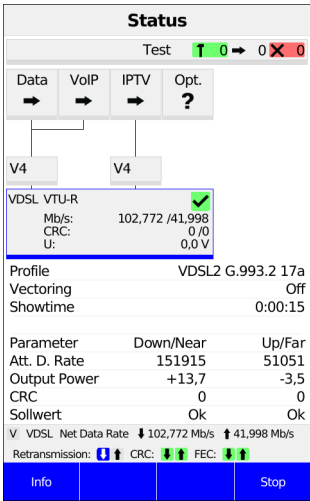 Status
Test 0 0 0
Data VoIP IPTV Opt.
?
V4 V4
VDSL VTU-R
Mb/s: 102,772 /41,998
CRC: 0 /0
U: 0,0 V
Profile VDSL2 G.993.2 17a
Vectoring Off
Showtime 0:00:15
Parameter Down/Near Up/Far
Att. D. Rate 151915 51051
Output Power +13,7 -3,5
CRC 0 0
Sollwert Ok Ok
V VDSL Net Data Rate 102,772 Mb/s 41,998 Mb/s
Retransmission: CRC: FEC:
Info Stop